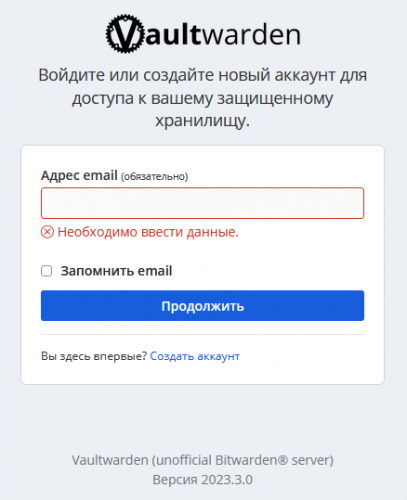 Vaultwarden
Войдите или создайте новый аккаунт для
доступа к вашему защищенному
хранилищу.
Адрес email (обязательно)
Необходимо ввести данные.
Запомнить email
Продолжить
Вы здесь впервые? Создать аккаунт
Vaultwarden (unofficial Bitwarden® server)
Версия 2023.3.0